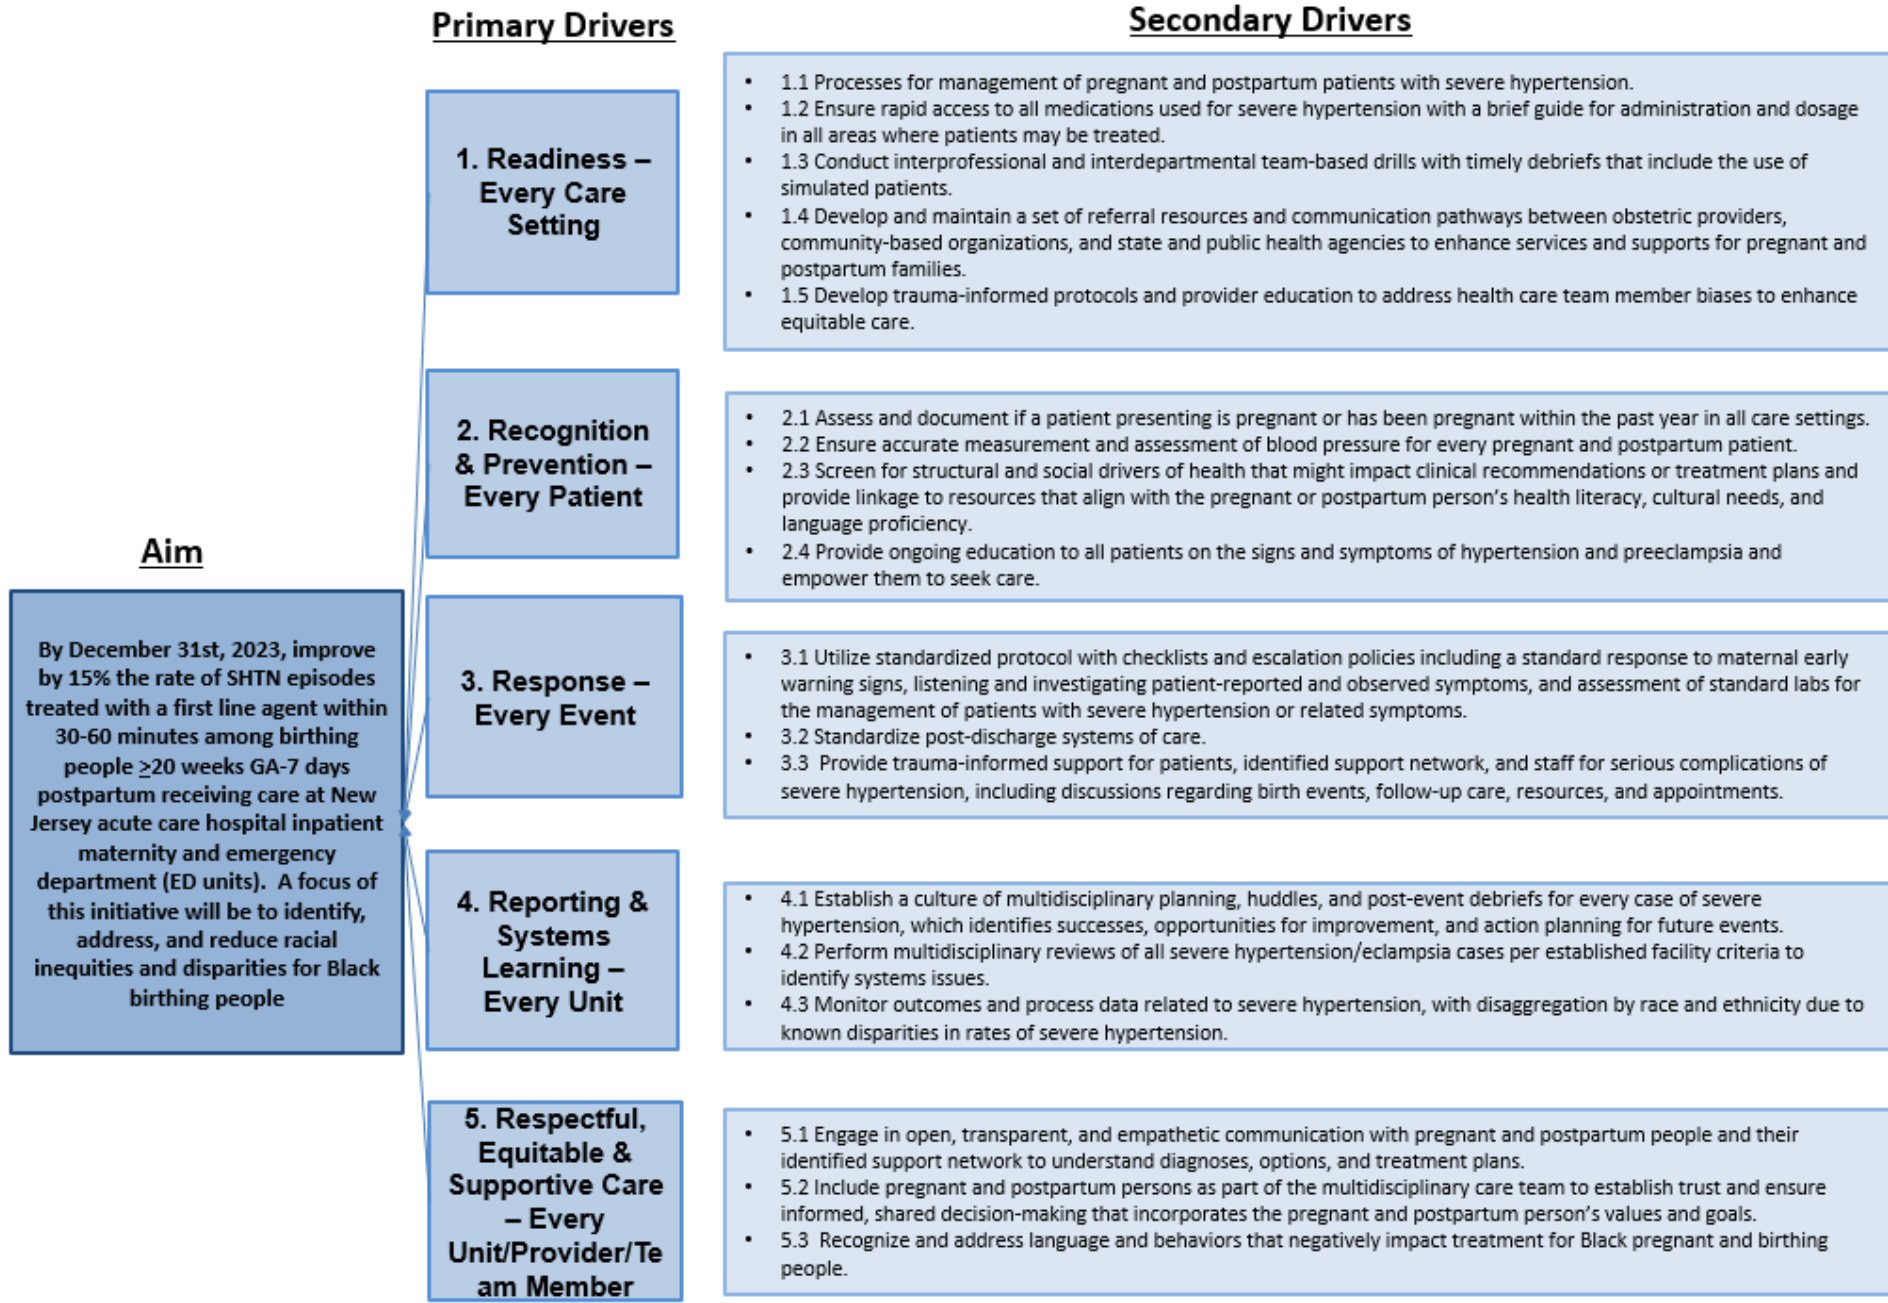 Primary Drivers
Secondary Drivers
1. Readiness –
Every Care
Setting
• 1.1 Processes for management of pregnant and postpartum patients with severe hypertension.
• 1.2 Ensure rapid access to all medications used for severe hypertension with a brief guide for administration and dosage
in all areas where patients may be treated.
• 1.3 Conduct interprofessional and interdepartmental team-based drills with timely debriefs that include the use of
simulated patients.
• 1.4 Develop and maintain a set of referral resources and communication pathways between obstetric providers,
community-based organizations, and state and public health agencies to enhance services and supports for pregnant and
postpartum families.
• 1.5 Develop trauma-informed protocols and provider education to address health care team member biases to enhance
equitable care.
2. Recognition
& Prevention –
Every Patient
• 2.1 Assess and document if a patient presenting is pregnant or has been pregnant within the past year in all care settings.
• 2.2 Ensure accurate measurement and assessment of blood pressure for every pregnant and postpartum patient.
• 2.3 Screen for structural and social drivers of health that might impact clinical recommendations or treatment plans and
provide linkage to resources that align with the pregnant or postpartum person's health literacy, cultural needs, and
language proficiency.
• 2.4 Provide ongoing education to all patients on the signs and symptoms of hypertension and preeclampsia and
empower them to seek care.
Aim
By December 31st, 2023, improve
by 15% the rate of SHTN episodes
treated with a first line agent within
30-60 minutes among birthing
people ≥20 weeks GA-7 days
postpartum receiving care at New
Jersey acute care hospital inpatient
maternity and emergency
department (ED units).  A focus of
this initiative will be to identify,
address, and reduce racial
inequities and disparities for Black
birthing people
3. Response –
Every Event
• 3.1 Utilize standardized protocol with checklists and escalation policies including a standard response to maternal early
warning signs, listening and investigating patient-reported and observed symptoms, and assessment of standard labs for
the management of patients with severe hypertension or related symptoms.
• 3.2 Standardize post-discharge systems of care.
• 3.3  Provide trauma-informed support for patients, identified support network, and staff for serious complications of
severe hypertension, including discussions regarding birth events, follow-up care, resources, and appointments.
4. Reporting &
Systems
Learning –
Every Unit
• 4.1 Establish a culture of multidisciplinary planning, huddles, and post-event debriefs for every case of severe
hypertension, which identifies successes, opportunities for improvement, and action planning for future events.
• 4.2 Perform multidisciplinary reviews of all severe hypertension/eclampsia cases per established facility criteria to
identify systems issues.
• 4.3 Monitor outcomes and process data related to severe hypertension, with disaggregation by race and ethnicity due to
known disparities in rates of severe hypertension.
5. Respectful,
Equitable &
Supportive Care
– Every
Unit/Provider/Te
am Member
• 5.1 Engage in open, transparent, and empathetic communication with pregnant and postpartum people and their
identified support network to understand diagnoses, options, and treatment plans.
• 5.2 Include pregnant and postpartum persons as part of the multidisciplinary care team to establish trust and ensure
informed, shared decision-making that incorporates the pregnant and postpartum person's values and goals.
• 5.3  Recognize and address language and behaviors that negatively impact treatment for Black pregnant and birthing
people.